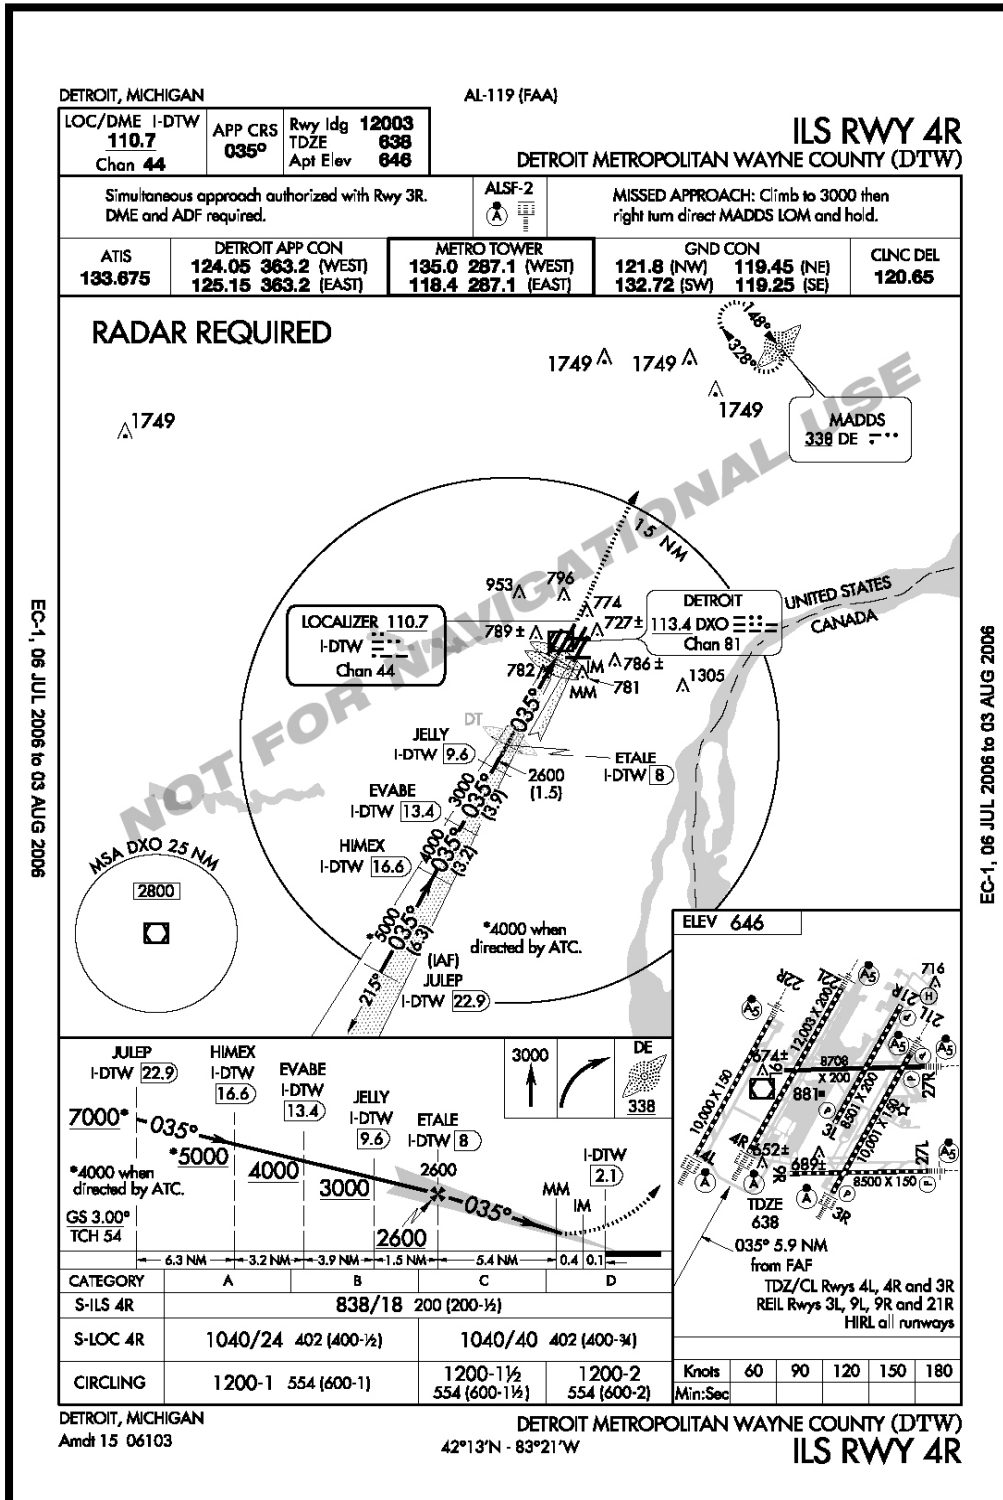 DETROIT, MICHIGAN
AL-119 (FAA)
LOC/DME I-DTW
110.7
Chan 44
APP CRS
035°
Rwy ldg 12003
TDZE 638
Apt Elev 646
ILS RWY 4R
DETROIT METROPOLITAN WAYNE COUNTY (DTW)
Simultaneous approach authorized with Rwy 3R.
DME and ADF required.
ALSF-2
A
MISSED APPROACH: Climb to 3000 then
right turn direct MADDS LOM and hold.
ATIS
133.675
DETROIT APP CON
124.05 363.2 (WEST)
125.15 363.2 (EAST)
METRO TOWER
135.0 287.1 (WEST)
118.4 287.1 (EAST)
GND CON
121.8 (NW) 119.45 (NE)
132.72 (SW) 119.25 (SE)
CLNC DEL
120.65
RADAR REQUIRED
148°
328°
1749
1749
1749
1749
MADDS
338 DE
NOT FOR NAVIGATIONAL USE
15 NM
953
796
774
UNITED STATES
CANADA
LOCALIZER 110.7
I-DTW
Chan 44
789±
727±
DETROIT
113.4 DXO
Chan 81
782
IM
786±
MM
781
1305
035°
DT
JELLY
I-DTW 9.6
ETALE
I-DTW 8
2600
(1.5)
EVABE
I-DTW 13.4
3000
035°
(3.9)
HIMEX
I-DTW 16.6
4000
035°
(3.2)
MSA DXO 25 NM
2800
*5000
035°
(6.3)
*4000 when
directed by ATC.
(IAF)
JULEP
I-DTW 22.9
215°
EC-1, 06 JUL 2006 to 03 AUG 2006
EC-1, 06 JUL 2006 to 03 AUG 2006
ELEV 646
22R
22L
A5
A5
716
H
21R
21L
A5
A5
12,003 X 200
10,000 X 150
674±
9L
8708
X 200
881
27R
P
P
P
P
3L
8501 X 200
10,001 X 150
4L
4R
652±
9R
689±
8500 X 150
27L
A5
A
A
A
P
3R
TDZE
638
035° 5.9 NM
from FAF
TDZ/CL Rwys 4L, 4R and 3R
REIL Rwys 3L, 9L, 9R and 21R
HIRL all runways
Knots 60 90 120 150 180
Min:Sec
JULEP
I-DTW 22.9
HIMEX
I-DTW
16.6
EVABE
I-DTW
13.4
JELLY
I-DTW
9.6
ETALE
I-DTW 8
3000
DE
338
7000*
035°
*5000
4000
3000
2600
2600
035°
MM
IM
I-DTW
2.1
*4000 when
directed by ATC.
GS 3.00°
TCH 54
6.3 NM 3.2 NM 3.9 NM 1.5 NM 5.4 NM 0.4 0.1
CATEGORY A B C D
S-ILS 4R 838/18 200 (200-½)
S-LOC 4R 1040/24 402 (400-½) 1040/40 402 (400-¾)
CIRCLING 1200-1 554 (600-1) 1200-1½ 554 (600-1½) 1200-2 554 (600-2)
DETROIT, MICHIGAN
Amdt 15 06103
42°13'N - 83°21'W
DETROIT METROPOLITAN WAYNE COUNTY (DTW)
ILS RWY 4R